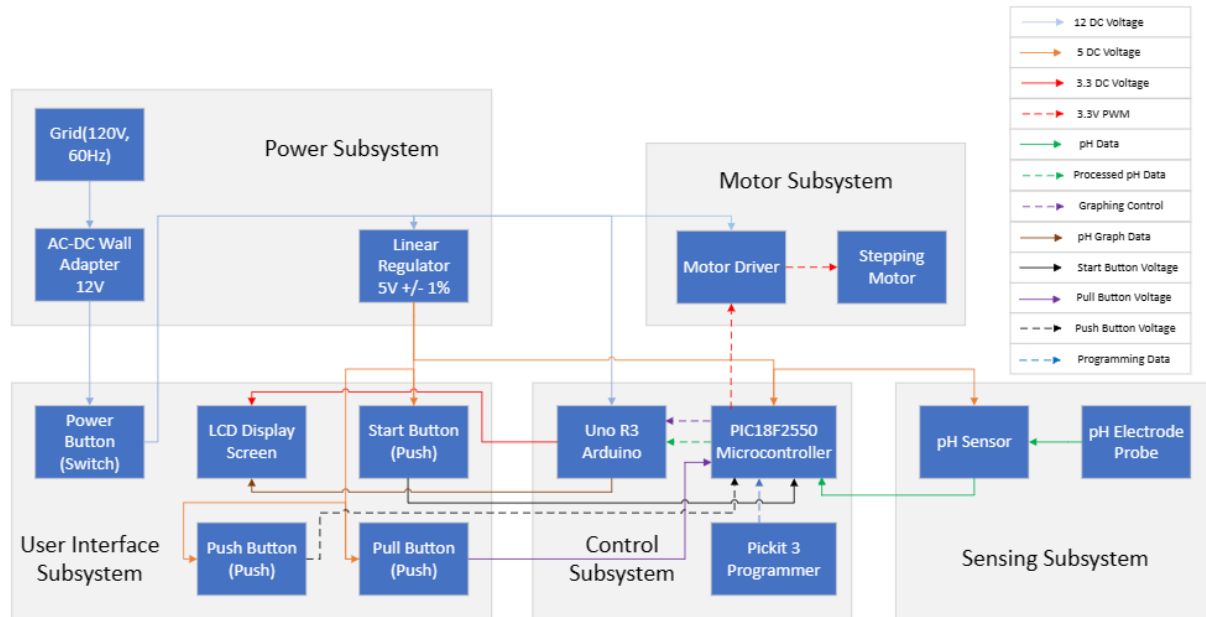 12 DC Voltage
5 DC Voltage
3.3 DC Voltage
3.3V PWM
pH Data
Processed pH Data
Graphing Control
pH Graph Data
Start Button Voltage
Pull Button Voltage
Push Button Voltage
Programming Data
Power Subsystem
Grid(120V,
60Hz)
AC-DC Wall
Adapter
12V
Linear
Regulator
5V +/- 1%
Motor Subsystem
Motor Driver
Stepping
Motor
Power
Button
(Switch)
LCD Display
Screen
Start Button
(Push)
User Interface
Subsystem
Push Button
(Push)
Pull Button
(Push)
Uno R3
Arduino
PIC18F2550
Microcontroller
Control
Subsystem
Pickit 3
Programmer
pH Sensor
pH Electrode
Probe
Sensing Subsystem